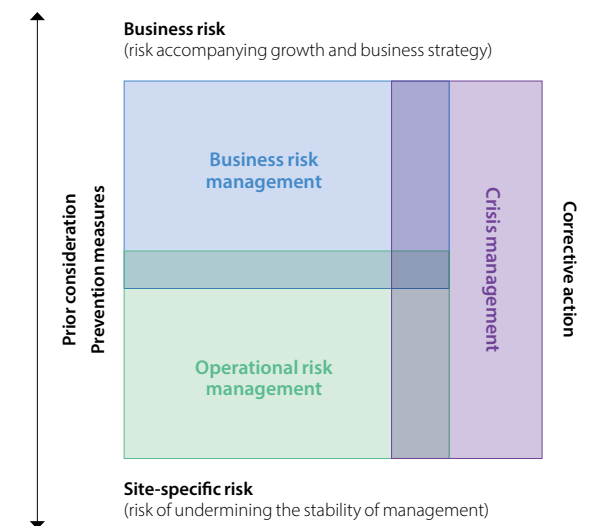 Business risk
(risk accompanying growth and business strategy)
Prior consideration
Prevention measures
Business risk
management
Operational risk
management
Crisis management
Corrective action
Site-specific risk
(risk of undermining the stability of management)